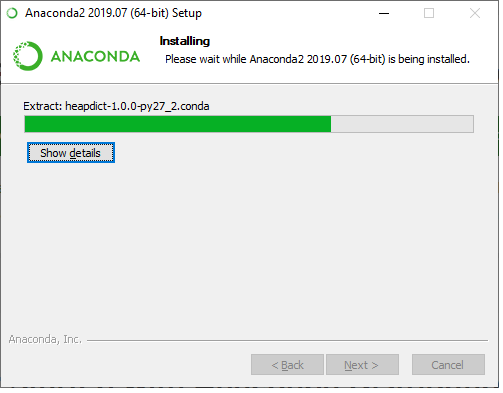 Anaconda2 2019.07 (64-bit) Setup
Installing
Please wait while Anaconda2 2019.07 (64-bit) is being installed.
ANACONDA
Extract: heapdict-1.0.0-py27_2.conda
Show details
Anaconda, Inc.
< Back
Next >
Cancel